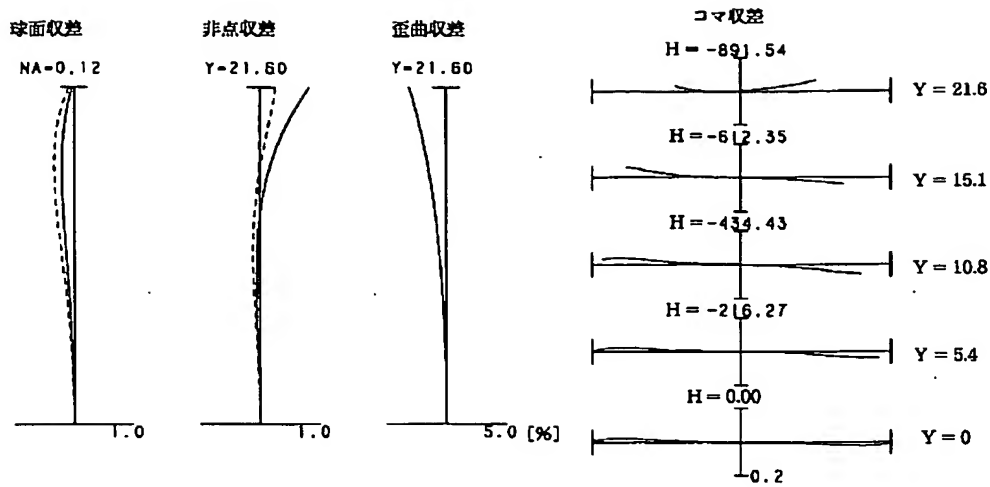 球面収差
非点収差
歪曲収差
コマ収差
NA=0.12
Y=21.60
Y=21.60
H=-891.54
Y=21.6
H=-612.35
Y=15.1
H=-434.43
Y=10.8
H=-216.27
Y=5.4
H=0.00
Y=0
1.0
1.0
5.0 [%]
0.2